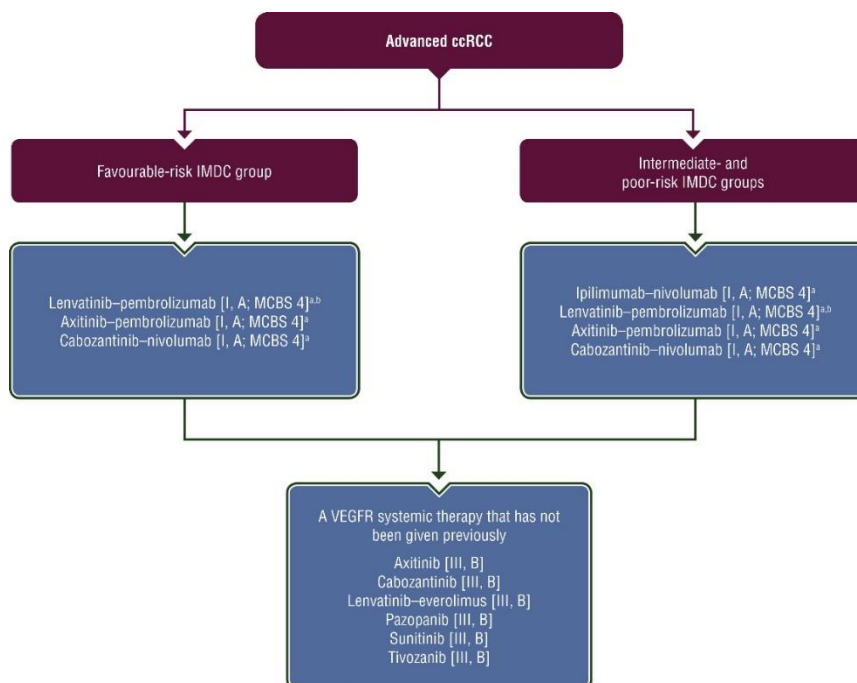 Advanced ccRCC
Favourable-risk IMDC group
Intermediate- and
poor-risk IMDC groups
Lenvatinib–pembrolizumab [I, A; MCBS 4]a,b
Axitinib–pembrolizumab [I, A; MCBS 4]a
Cabozantinib–nivolumab [I, A; MCBS 4]a
Ipilimumab–nivolumab [I, A; MCBS 4]a
Lenvatinib–pembrolizumab [I, A; MCBS 4]a,b
Axitinib–pembrolizumab [I, A; MCBS 4]a
Cabozantinib–nivolumab [I, A; MCBS 4]a
A VEGFR systemic therapy that has not
been given previously
Axitinib [III, B]
Cabozantinib [III, B]
Lenvatinib–everolimus [III, B]
Pazopanib [III, B]
Sunitinib [III, B]
Tivozanib [III, B]